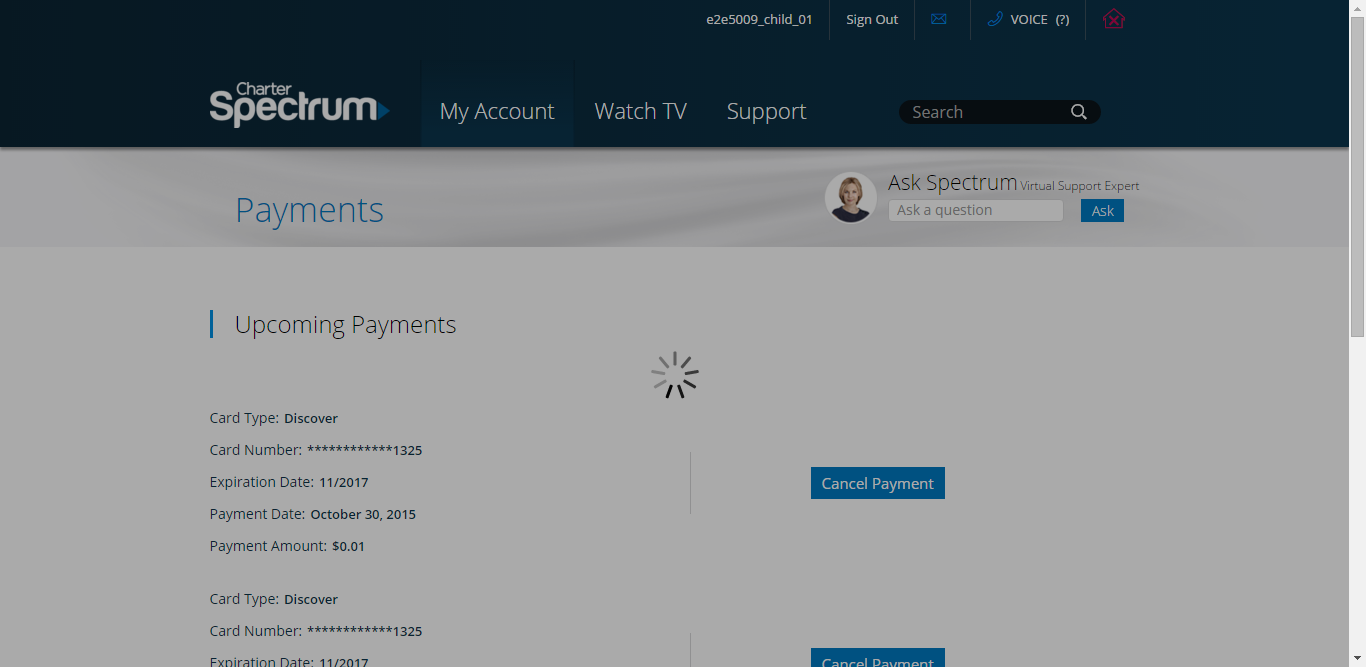 e2e5009_child_01 Sign Out VOICE (?)
Charter
Spectrum
My Account Watch TV Support Search
Ask Spectrum Virtual Support Expert
Payments
Ask a question Ask
Upcoming Payments
Card Type: Discover
Card Number: ************1325
Expiration Date: 11/2017
Cancel Payment
Payment Date: October 30, 2015
Payment Amount: $0.01
Card Type: Discover
Card Number: ************1325
Expiration Date: 11/2017
Cancel Payment